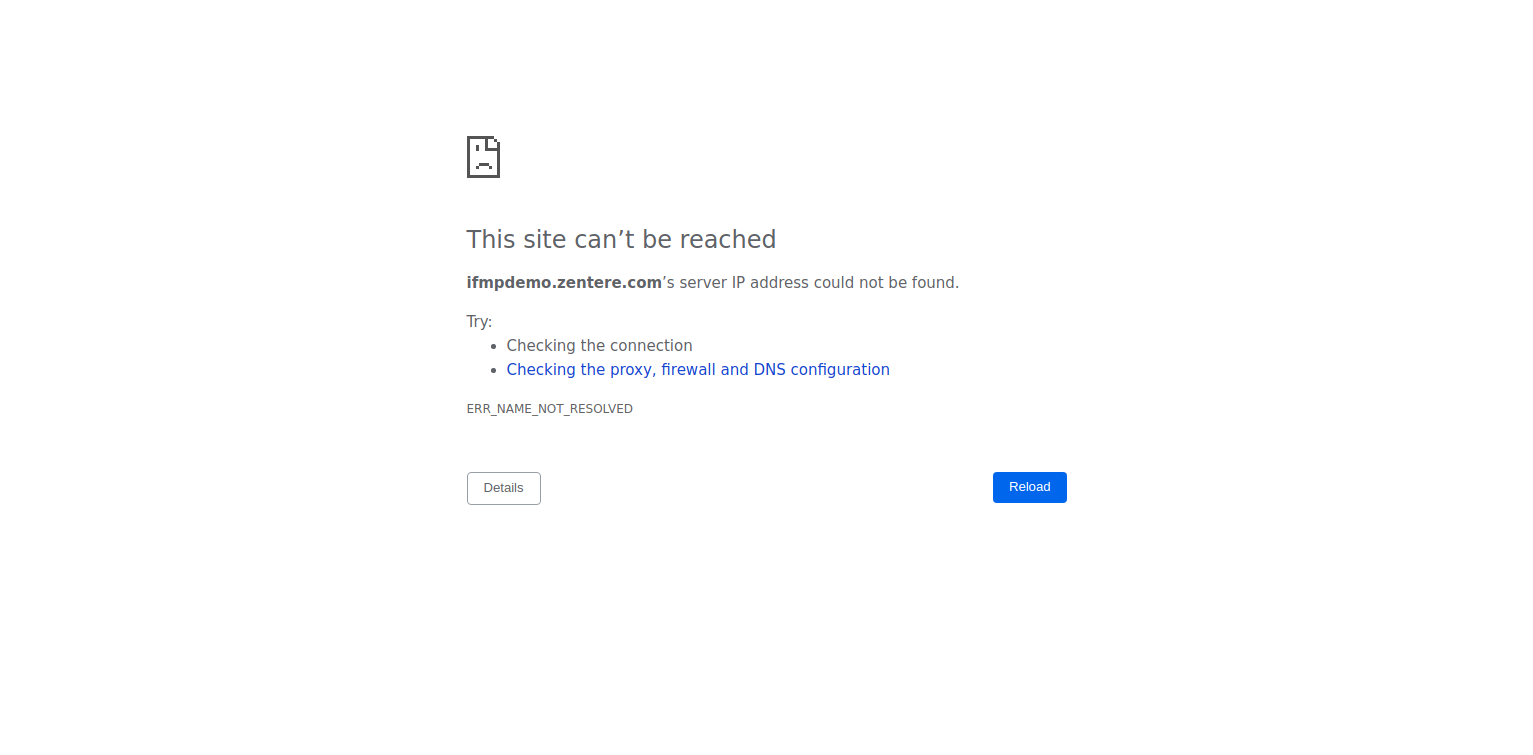 This site can’t be reached
ifmpdemo.zentere.com’s server IP address could not be found.
Try:
Checking the connection
Checking the proxy, firewall and DNS configuration
ERR_NAME_NOT_RESOLVED
Details
Reload